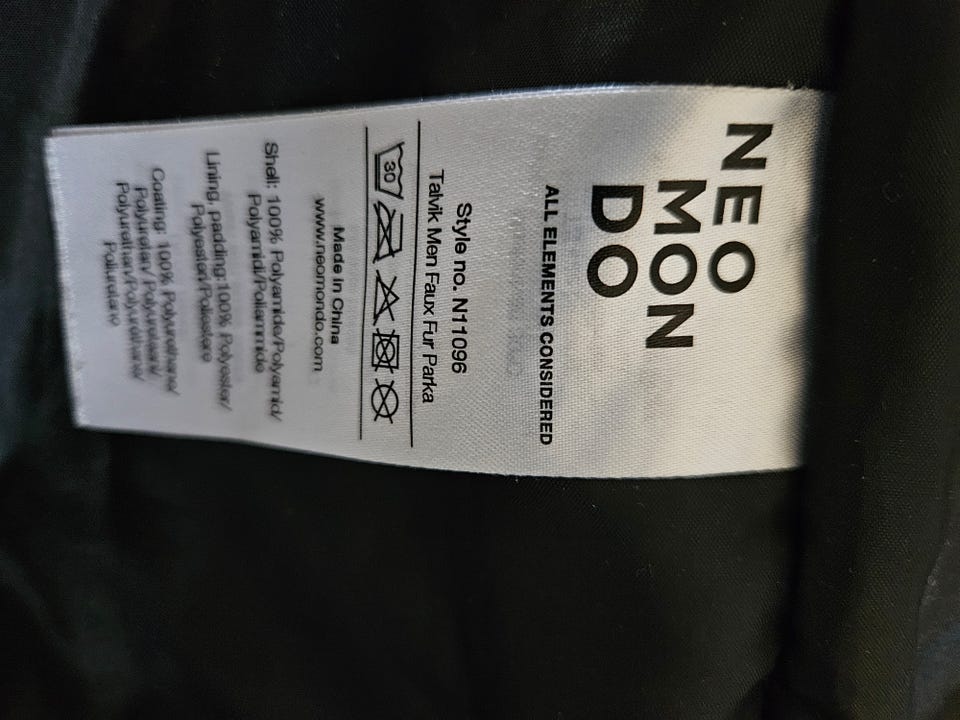 NEO
MON
DO
ALL ELEMENTS CONSIDERED
Style no. N11096
Talvik Men Faux Fur Parka
30
Made in China
www.neomondo.com
Shell: 100% Polyamide/Polyamid/
Polyamid/Poliammide
Lining, padding:100% Polyester/
Polyester/Poliestere
Coating: 100% Polyurethane/
Polyuretan/ Polyuretaani/
Polyurethan/Polyuréthane/
Poliuretano